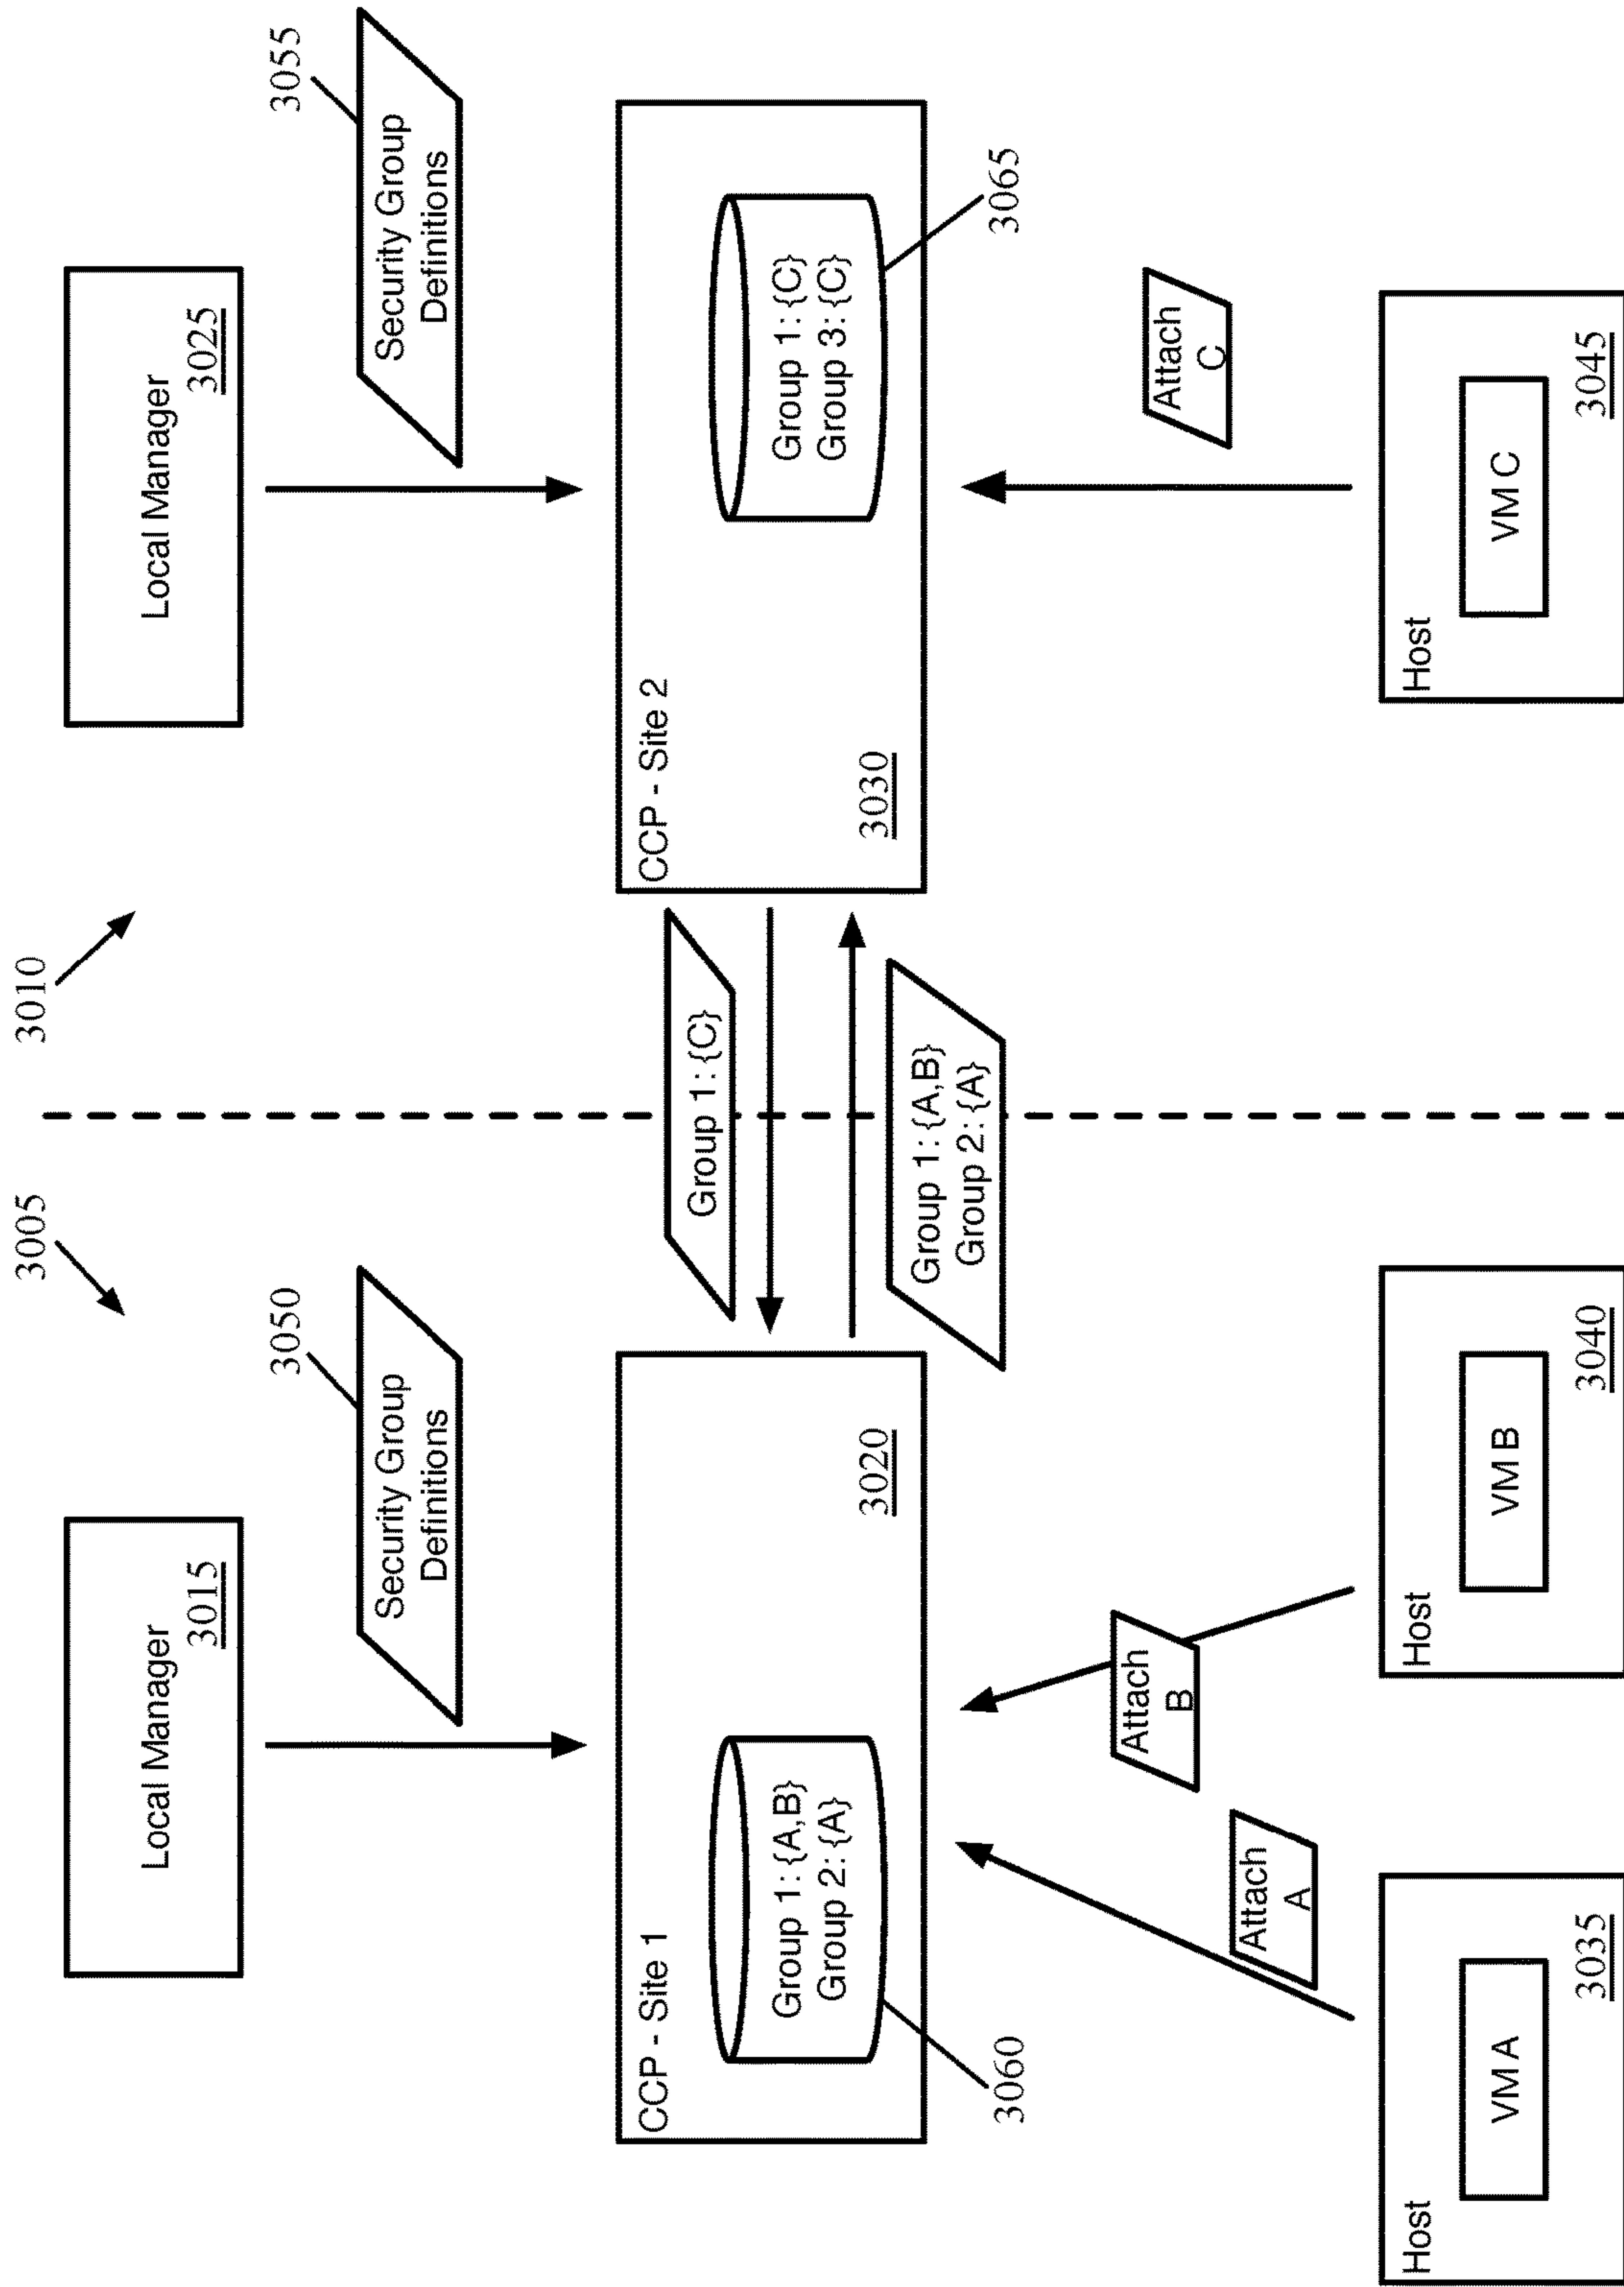 3005
3010
Local Manager
3015
Local Manager
3025
3050
Security Group
Definitions
3055
Security Group
Definitions
CCP - Site 1
Group 1: {A,B}
Group 2: {A}
3020
3060
Group 1: {C}
Group 1: {A,B}
Group 2: {A}
CCP - Site 2
3030
Group 1: {C}
Group 3: {C}
3065
Attach
A
Attach
B
Attach
C
Host
VM A
3035
Host
VM B
3040
Host
VM C
3045